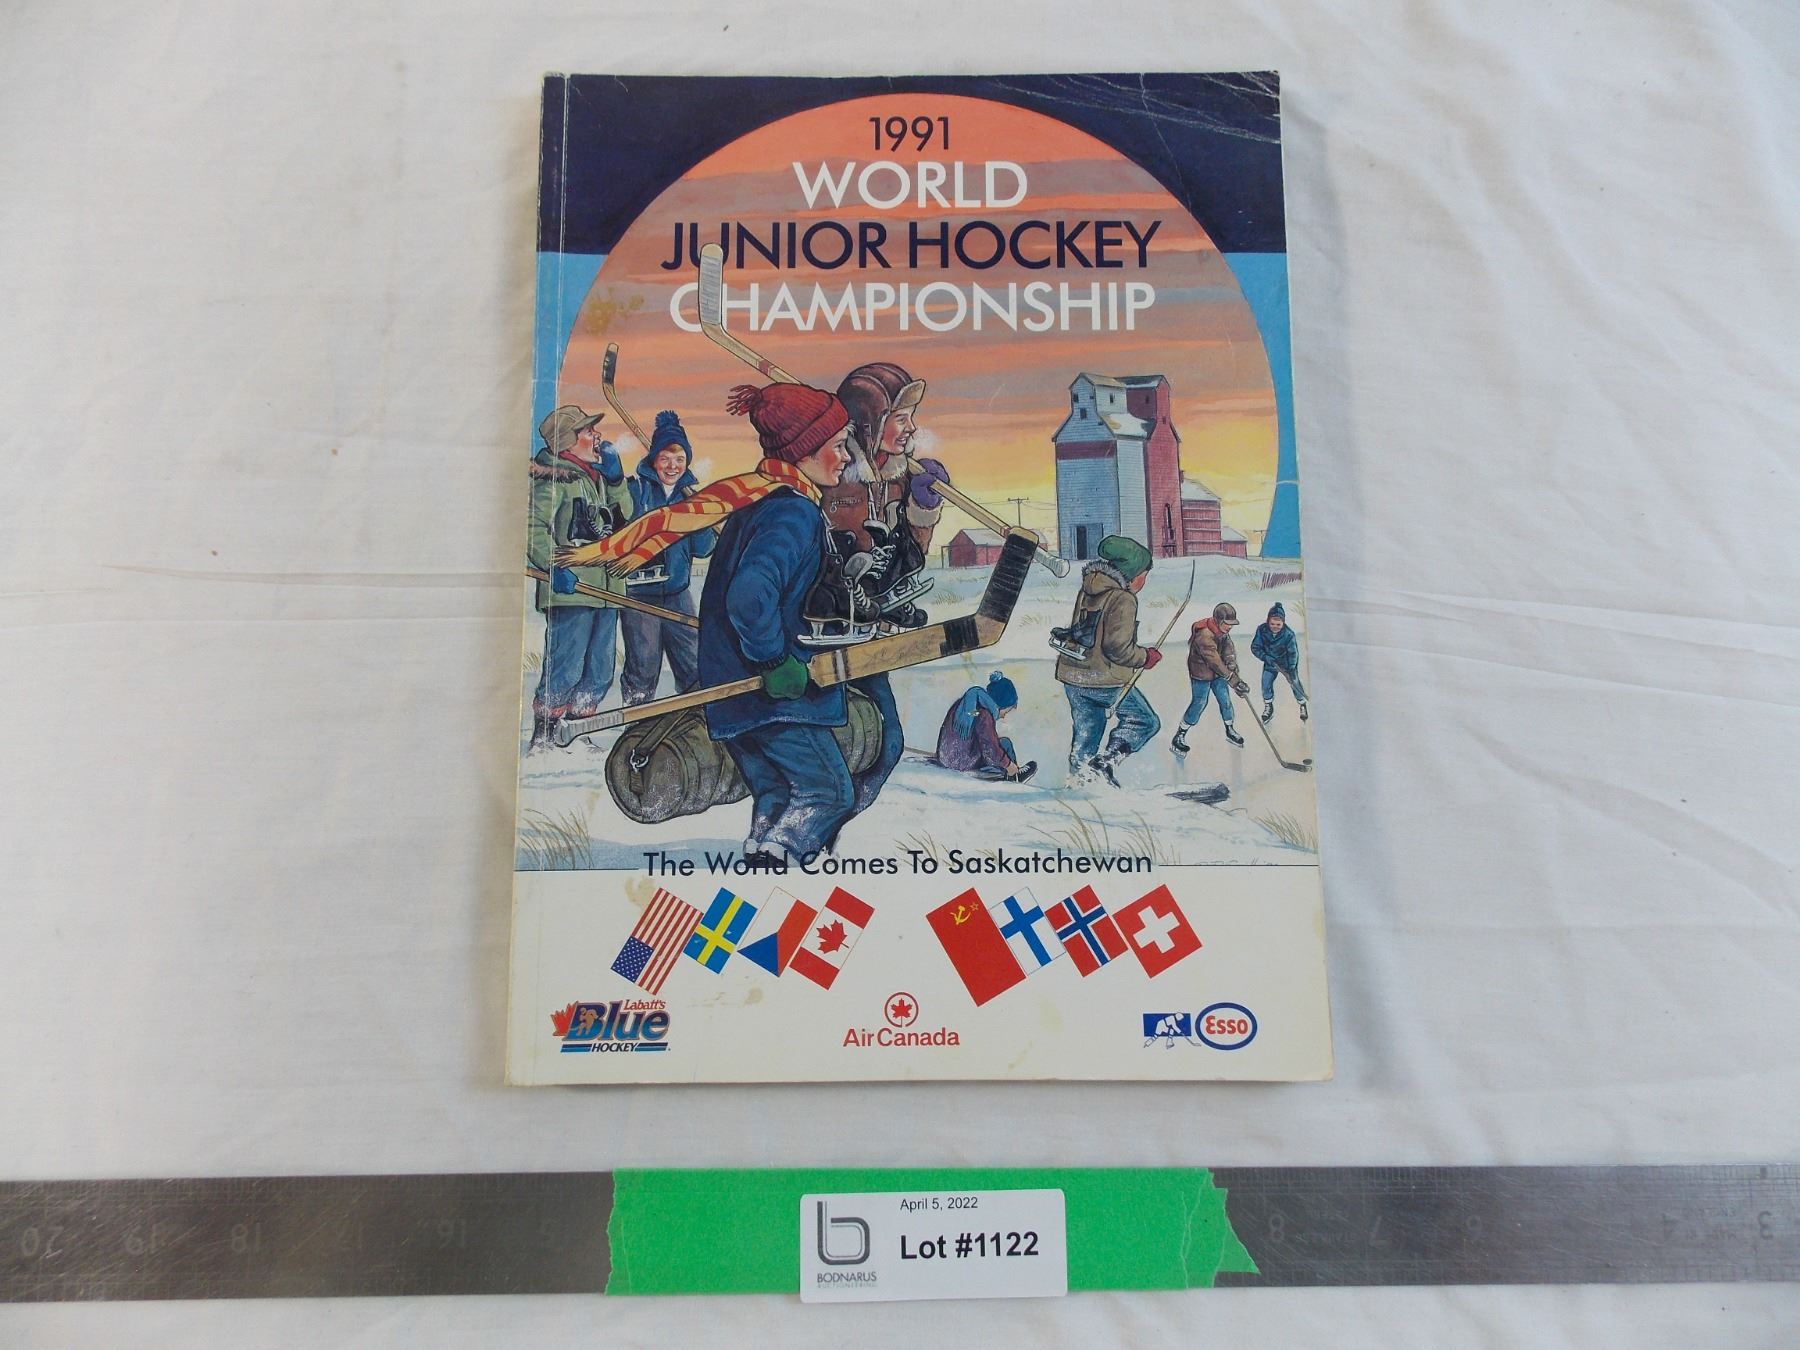 1991
WORLD
JUNIOR HOCKEY
CHAMPIONSHIP
The World Comes To Saskatchewan
Labatt's
Blue
HOCKEY
Air Canada
Esso
April 5, 2022
Lot #1122
BODNARUS
AUCTIONEERING
20 19 18 17 16 8 7 6 4 3